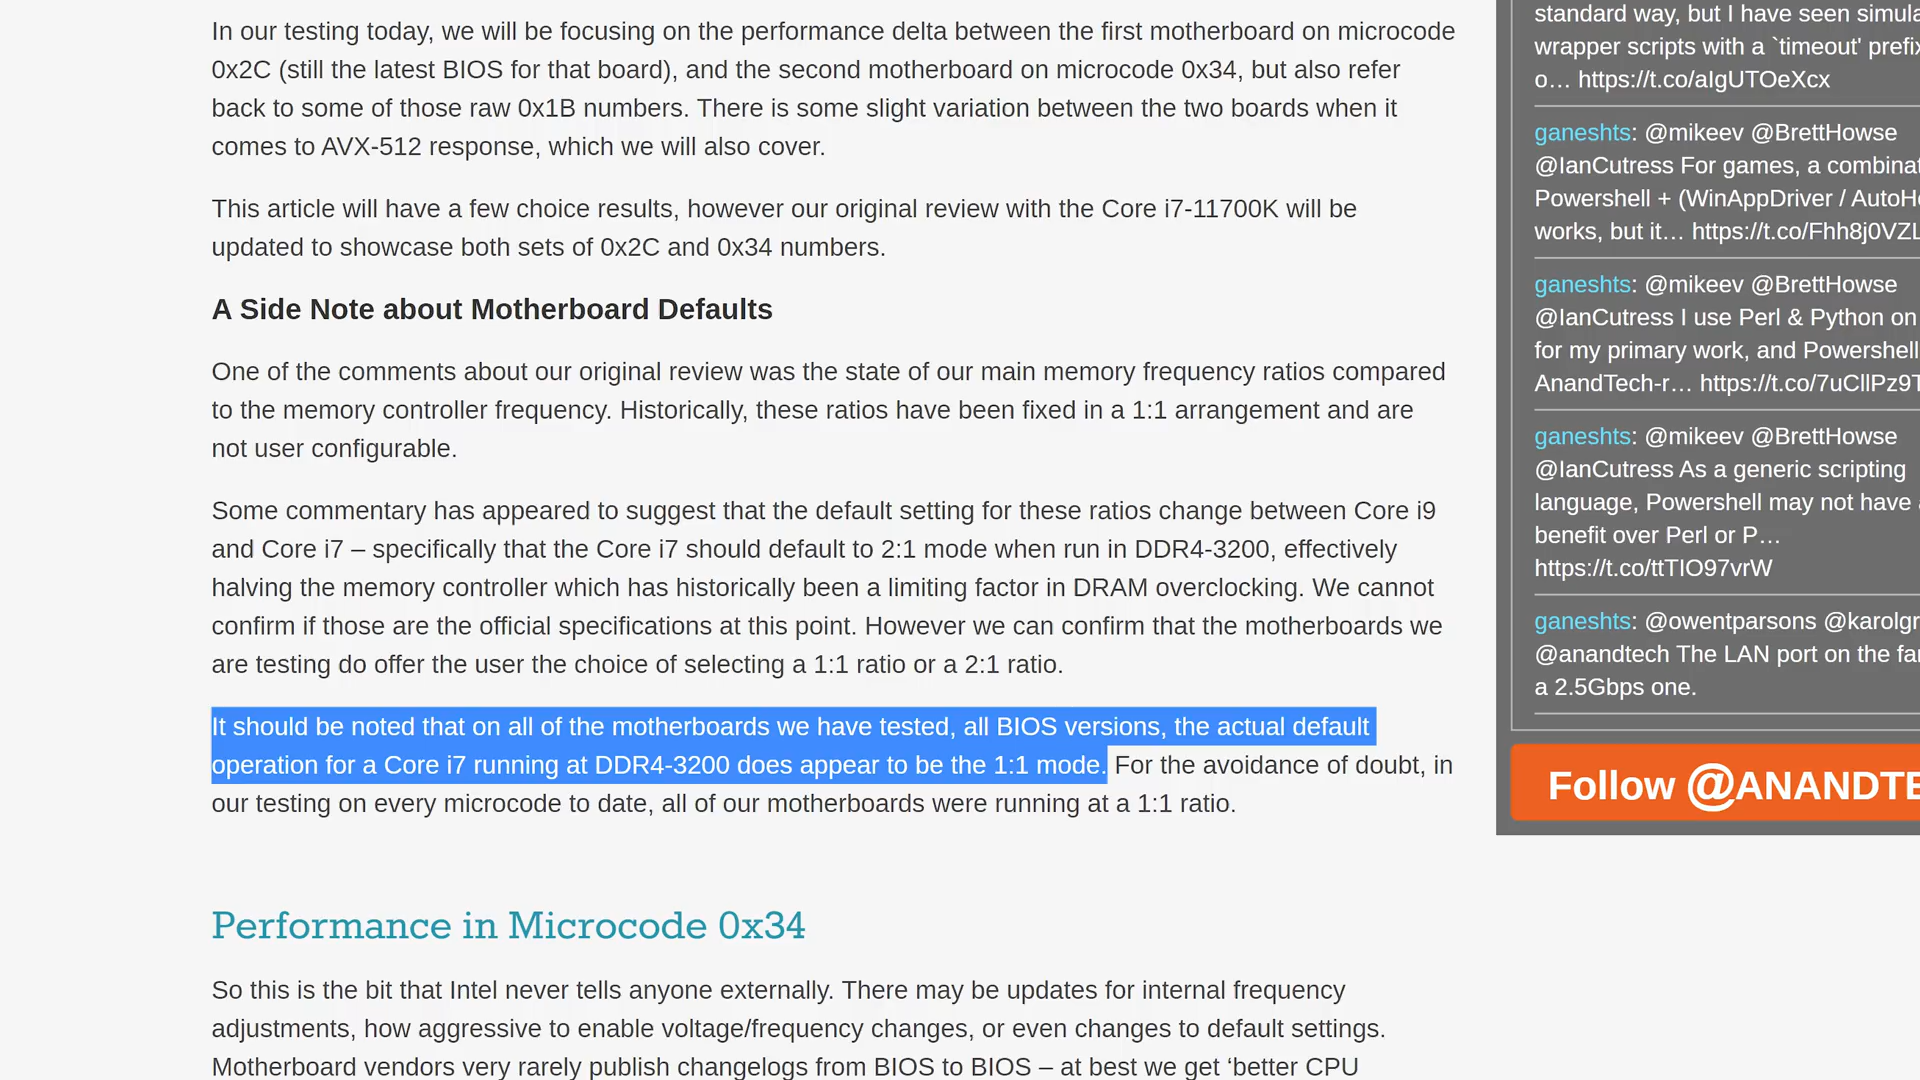 In our testing today, we will be focusing on the performance delta between the first motherboard on microcode
0x2C (still the latest BIOS for that board), and the second motherboard on microcode 0x34, but also refer
back to some of those raw 0x1B numbers. There is some slight variation between the two boards when it
comes to AVX-512 response, which we will also cover.
This article will have a few choice results, however our original review with the Core i7-11700K will be
updated to showcase both sets of 0x2C and 0x34 numbers.
A Side Note about Motherboard Defaults
One of the comments about our original review was the state of our main memory frequency ratios compared
to the memory controller frequency. Historically, these ratios have been fixed in a 1:1 arrangement and are
not user configurable.
Some commentary has appeared to suggest that the default setting for these ratios change between Core i9
and Core i7 – specifically that the Core i7 should default to 2:1 mode when run in DDR4-3200, effectively
halving the memory controller which has historically been a limiting factor in DRAM overclocking. We cannot
confirm if those are the official specifications at this point. However we can confirm that the motherboards we
are testing do offer the user the choice of selecting a 1:1 ratio or a 2:1 ratio.
It should be noted that on all of the motherboards we have tested, all BIOS versions, the actual default
operation for a Core i7 running at DDR4-3200 does appear to be the 1:1 mode. For the avoidance of doubt, in
our testing on every microcode to date, all of our motherboards were running at a 1:1 ratio.
Performance in Microcode 0x34
So this is the bit that Intel never tells anyone externally. There may be updates for internal frequency
adjustments, how aggressive to enable voltage/frequency changes, or even changes to default settings.
Motherboard vendors very rarely publish changelogs from BIOS to BIOS – at best we get ‘better CPU
standard way, but I have seen simula
wrapper scripts with a `timeout' prefix
o… https://t.co/aIgUTOeXcx
ganeshts: @mikeev @BrettHowse
@IanCutress For games, a combinat
Powershell + (WinAppDriver / AutoHo
works, but it… https://t.co/Fhh8j0VZL
ganeshts: @mikeev @BrettHowse
@IanCutress I use Perl & Python on
for my primary work, and Powershell
AnandTech-r… https://t.co/7uCllPz9T
ganeshts: @mikeev @BrettHowse
@IanCutress As a generic scripting
language, Powershell may not have a
benefit over Perl or P…
https://t.co/ttTIO97vrW
ganeshts: @owentparsons @karolgr
@anandtech The LAN port on the far
a 2.5Gbps one.
Follow @ANANDTE